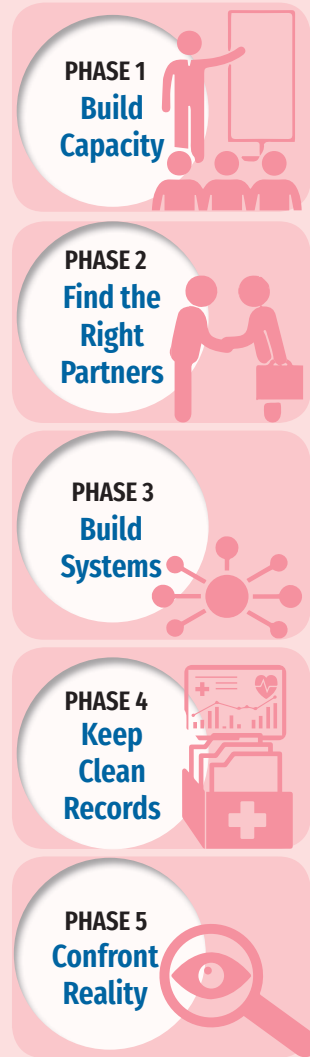 PHASE 1
Build
Capacity
PHASE 2
Find the
Right
Partners
PHASE 3
Build
Systems
PHASE 4
Keep
Clean
Records
PHASE 5
Confront
Reality